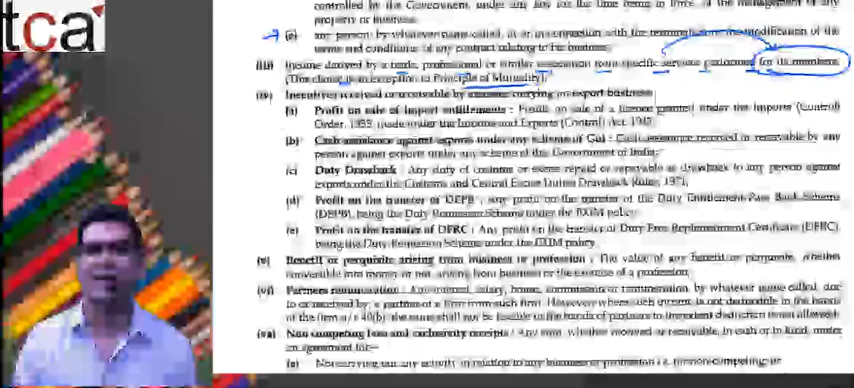 tca
controlled by the Government, under any law for the time being in force, of the management of any
property or business.
(e) any person, by whatever name called, at or in connection with the termination or the modification of the
terms and conditions of any contract relating to his business;
(iii) Income derived by a trade, professional or similar association from specific services performed for its members.
(This clause is an exception to Principle of Mutuality)
(iv) Incentives received or receivable by assessee carrying on export business
(a) Profit on sale of import entitlements : Profits on sale of a licence granted under the Imports (Control)
Order, 1955, made under the Imports and Exports (Control) Act, 1947.
(b) Cash assistance against exports under any scheme of GoI : Cash assistance received or receivable by any
person against exports under any scheme of the Government of India;
(c) Duty Drawback : Any duty of customs or excise repaid or repayable as drawback to any person against
exports under the Customs and Central Excise Duties Drawback Rules, 1971;
(d) Profit on the transfer of DEPB : Any profit on the transfer of the Duty Entitlement Pass Book Scheme
(DEPB), being the Duty Remission Scheme under the EXIM policy
(e) Profit on the transfer of DFRC : Any profit on the transfer of Duty Free Replenishment Certificate (DFRC),
being the Duty Remission Scheme under the EXIM policy.
(v) Benefit or perquisite arising from business or profession : The value of any benefit or perquisite, whether
convertible into money or not, arising from business or the exercise of a profession;
(vi) Partners remuneration : Any interest, salary, bonus, commission or remuneration, by whatever name called, due
to or received by, a partner of a firm from such firm. However where such interest is not deductible in the hands
of the firm u/s 40(b), the same shall not be taxable in the hands of partners to the extent deduction is not allowed.
(va) Non competing fees and exclusivity receipts : Any sum, whether received or receivable, in cash or in kind, under
an agreement for—
(a) Not carrying out any activity in relation to any business or profession i.e.